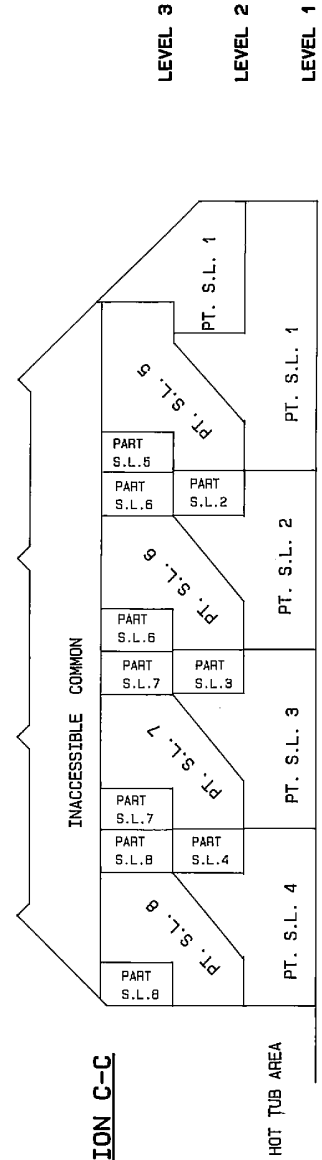 ION C-C
INACCESSIBLE COMMON
LEVEL 3
PART
S.L.8
PT. S.L. 8
PART
S.L.8
PART
S.L.7
PT. S.L. 7
PART
S.L.7
PART
S.L.6
PT. S.L. 6
PART
S.L.6
PART
S.L.5
PT. S.L. 5
LEVEL 2
PART
S.L.4
PART
S.L.3
PART
S.L.2
PT. S.L. 1
LEVEL 1
HOT TUB AREA
PT. S.L. 4
PT. S.L. 3
PT. S.L. 2
PT. S.L. 1